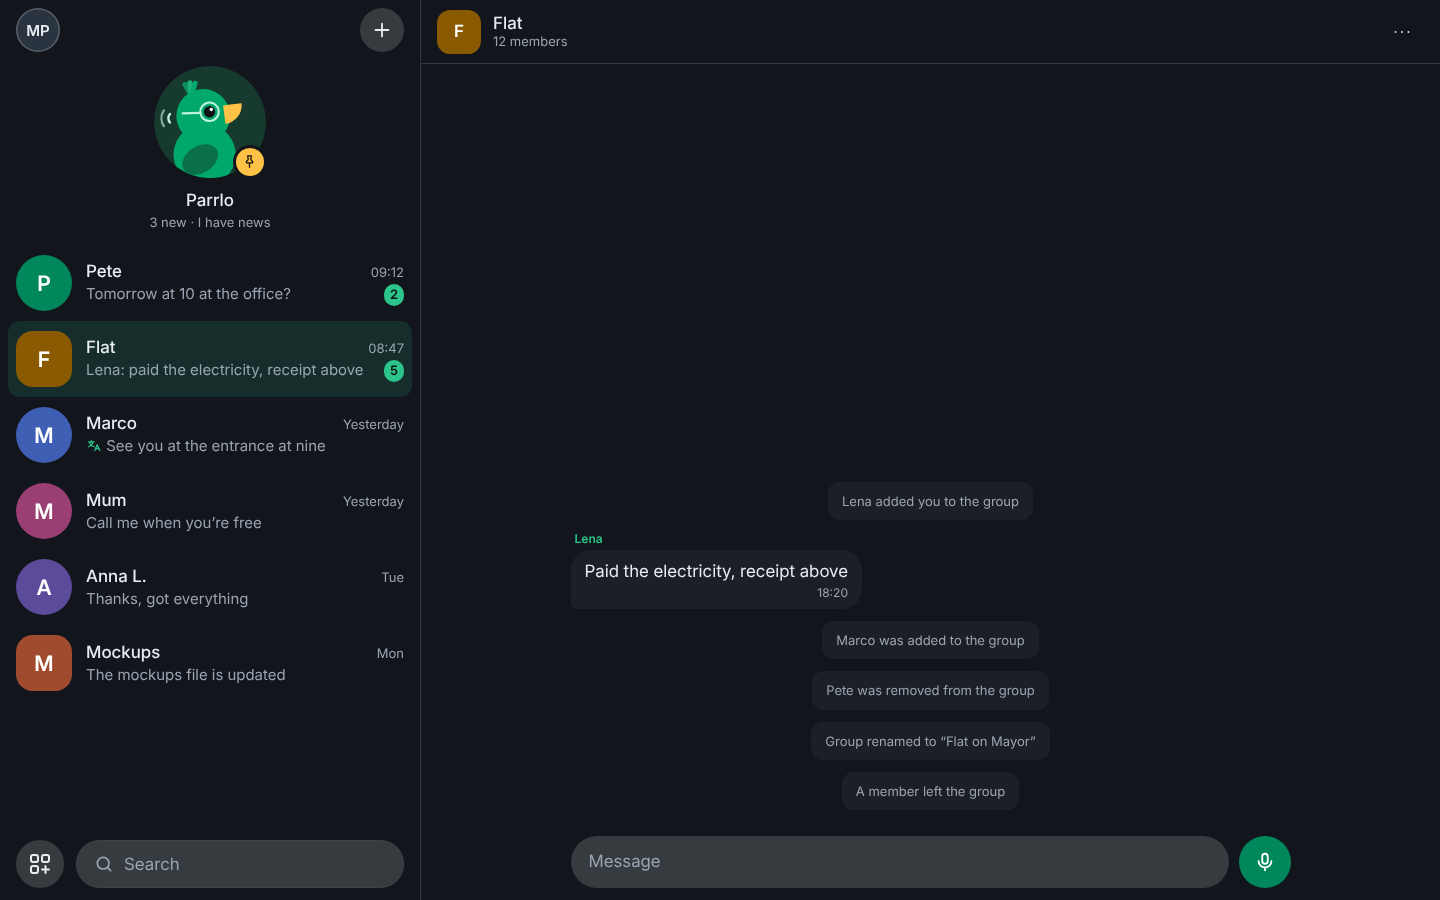 MP
Parrlo
3 new · I have news
P
Pete
09:12
Tomorrow at 10 at the office?
2
F
Flat
08:47
Lena: paid the electricity, receipt above
5
M
Marco
Yesterday
See you at the entrance at nine
M
Mum
Yesterday
Call me when you’re free
A
Anna L.
Tue
Thanks, got everything
M
Mockups
Mon
The mockups file is updated
Search
F
Flat
12 members
Lena added you to the group
Lena
Paid the electricity, receipt above
18:20
Marco was added to the group
Pete was removed from the group
Group renamed to “Flat on Mayor”
A member left the group
Message